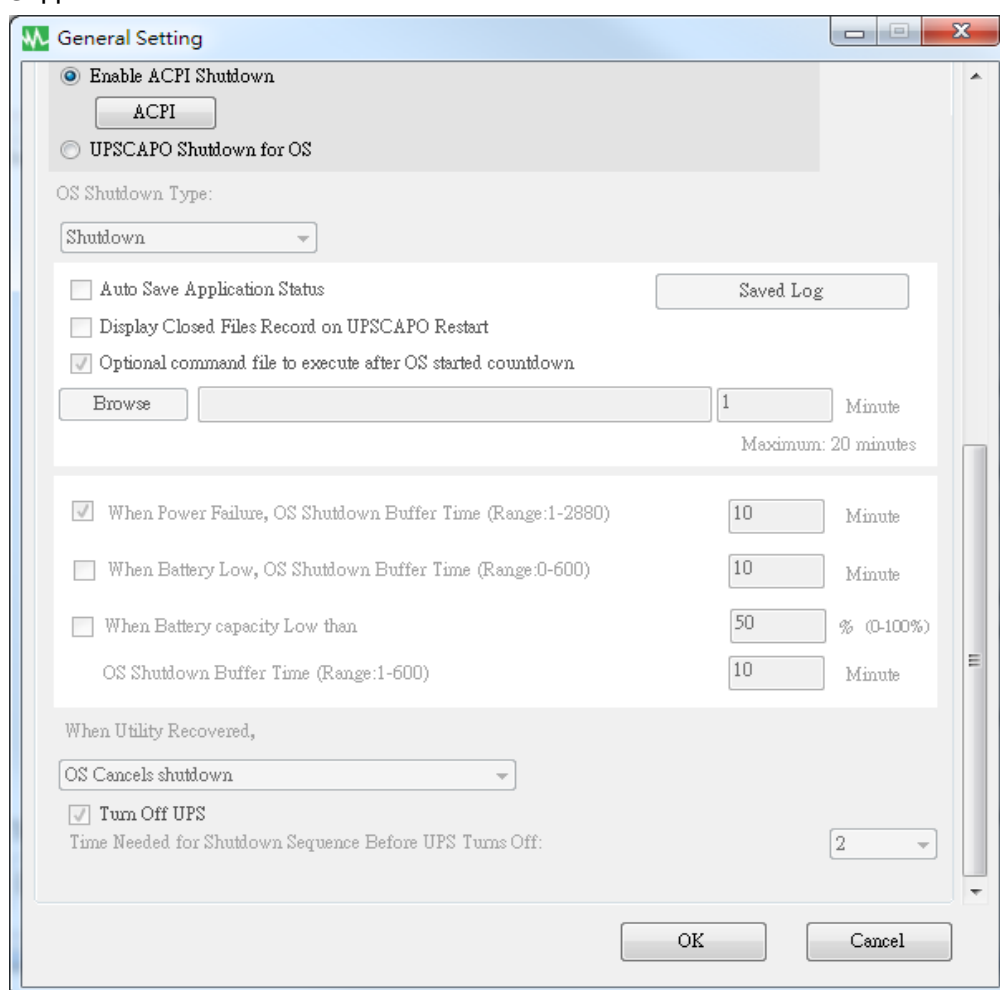 General Setting
Enable ACPI Shutdown
ACPI
UPSCAPO Shutdown for OS
OS Shutdown Type:
Shutdown
Auto Save Application Status
Saved Log
Display Closed Files Record on UPSCAPO Restart
Optional command file to execute after OS started countdown
Browse 1 Minute
Maximum: 20 minutes
When Power Failure, OS Shutdown Buffer Time (Range:1-2880) 10 Minute
When Battery Low, OS Shutdown Buffer Time (Range:0-600) 10 Minute
When Battery capacity Low than 50 % (0-100%)
OS Shutdown Buffer Time (Range:1-600) 10 Minute
When Utility Recovered,
OS Cancels shutdown
Turn Off UPS
Time Needed for Shutdown Sequence Before UPS Turns Off: 2
OK Cancel